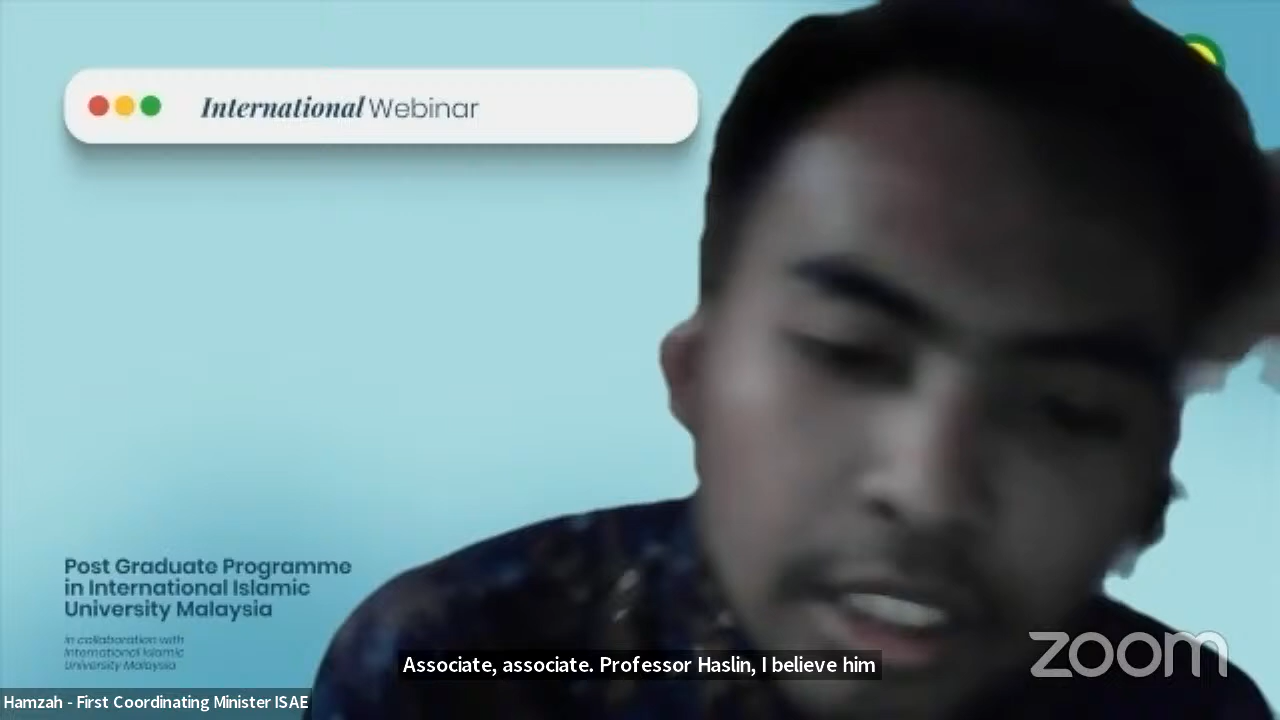 International Webinar
Post Graduate Programme
in International Islamic
University Malaysia
in collaboration with
International Islamic
University Malaysia
Associate, associate. Professor Haslin, I believe him
zoom
Hamzah - First Coordinating Minister ISAE